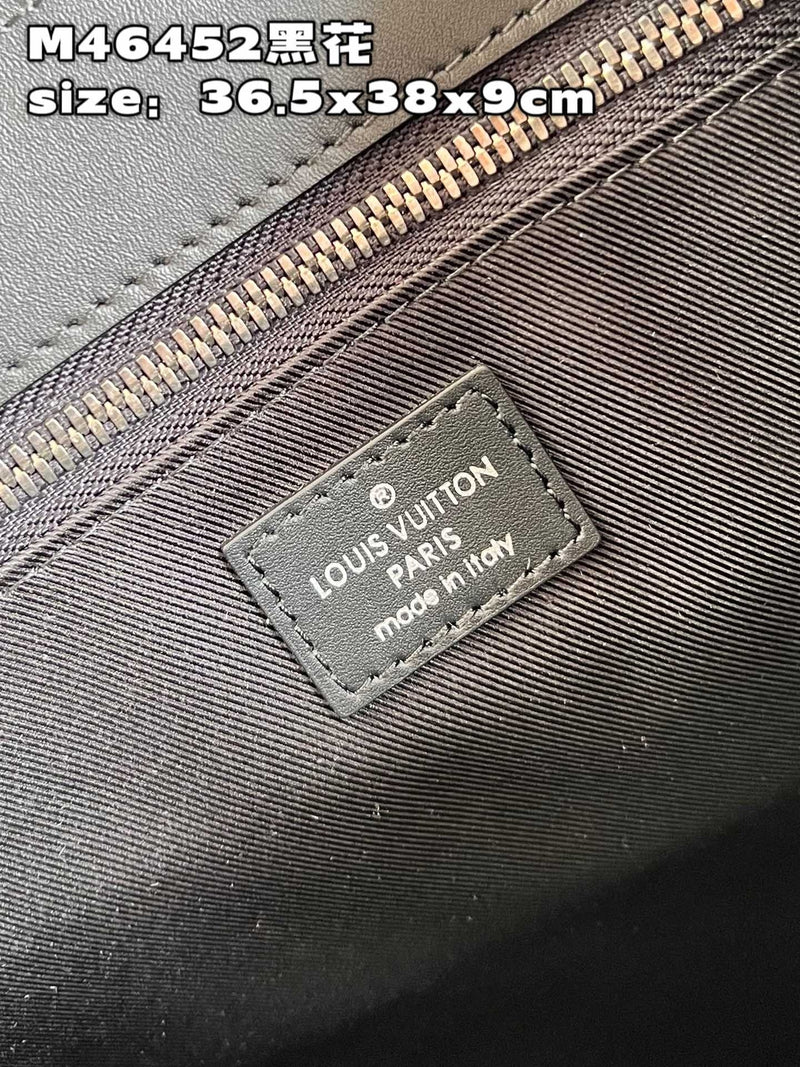 M46452黑花
size：36.5x38x9cm
®
LOUIS VUITTON
PARIS
made in italy